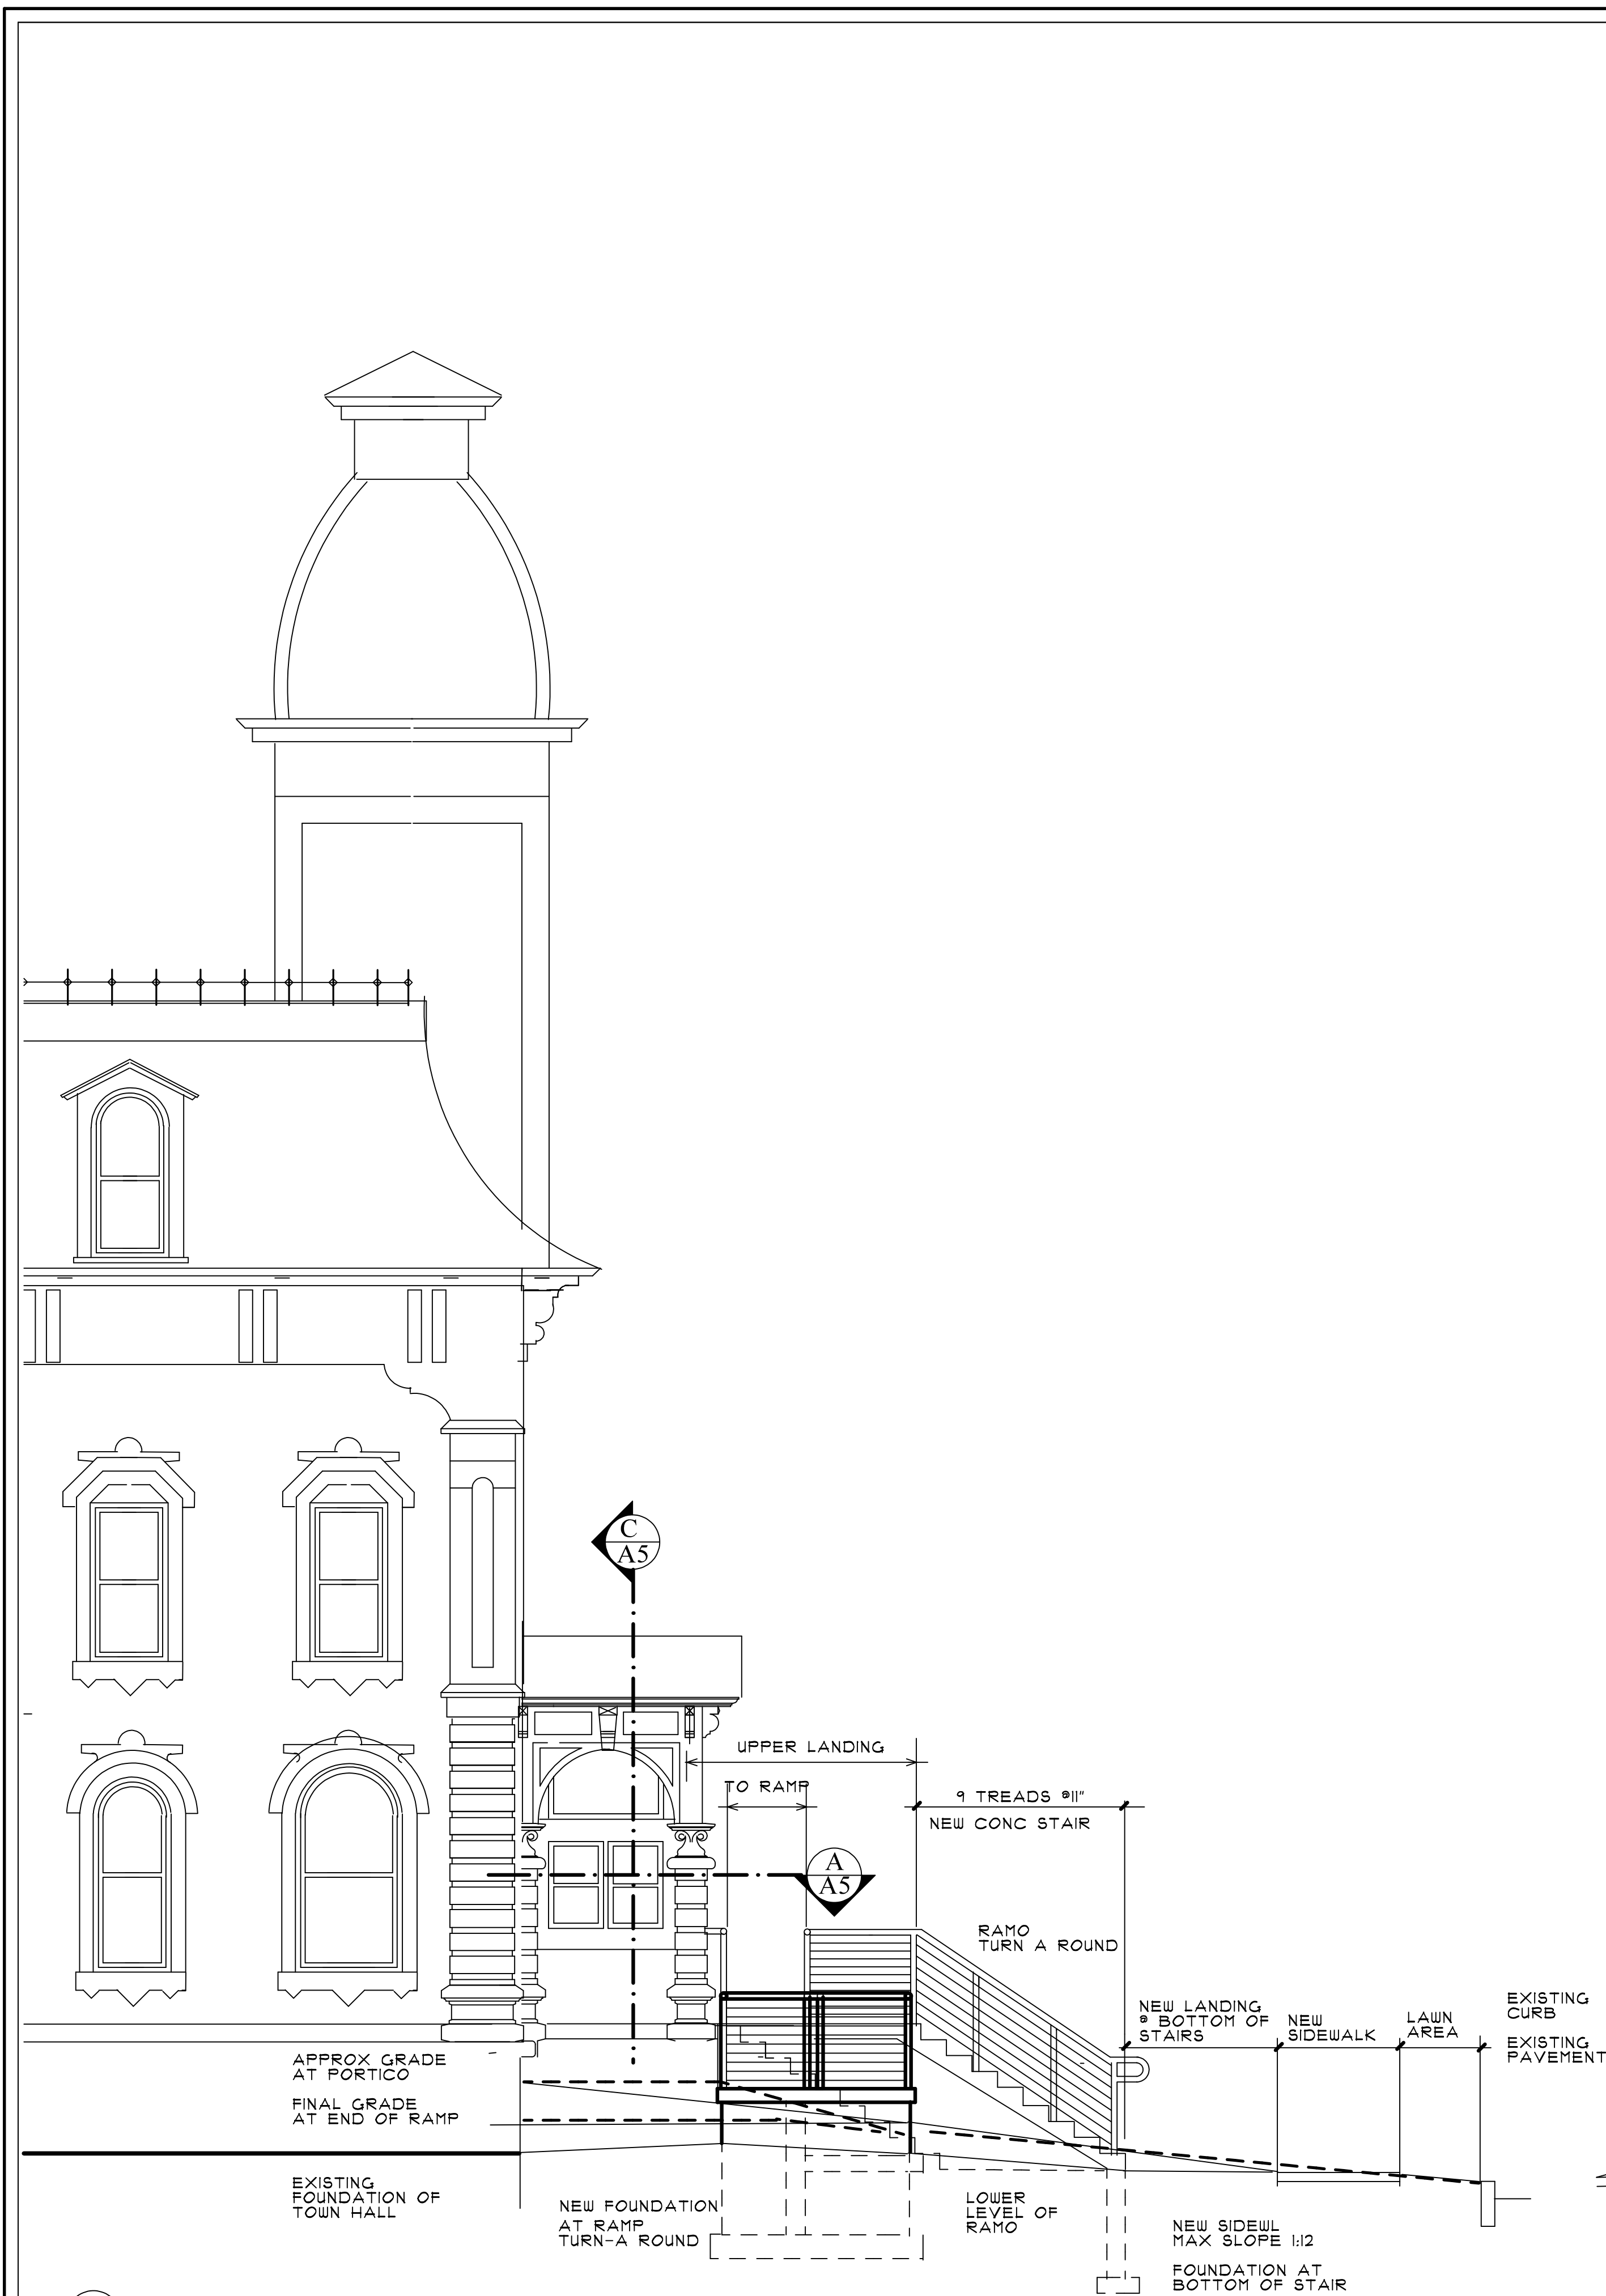 C
A5
UPPER LANDING
TO RAMP
9 TREADS @11"
NEW CONC STAIR
A
A5
RAMO
TURN A ROUND
NEW LANDING
@ BOTTOM OF
STAIRS
NEW
SIDEWALK
LAWN
AREA
EXISTING
CURB
EXISTING
PAVEMENT
APPROX GRADE
AT PORTICO
FINAL GRADE
AT END OF RAMP
EXISTING
FOUNDATION OF
TOWN HALL
NEW FOUNDATION
AT RAMP
TURN-A ROUND
LOWER
LEVEL OF
RAMO
NEW SIDEWL
MAX SLOPE 1:12
FOUNDATION AT
BOTTOM OF STAIR